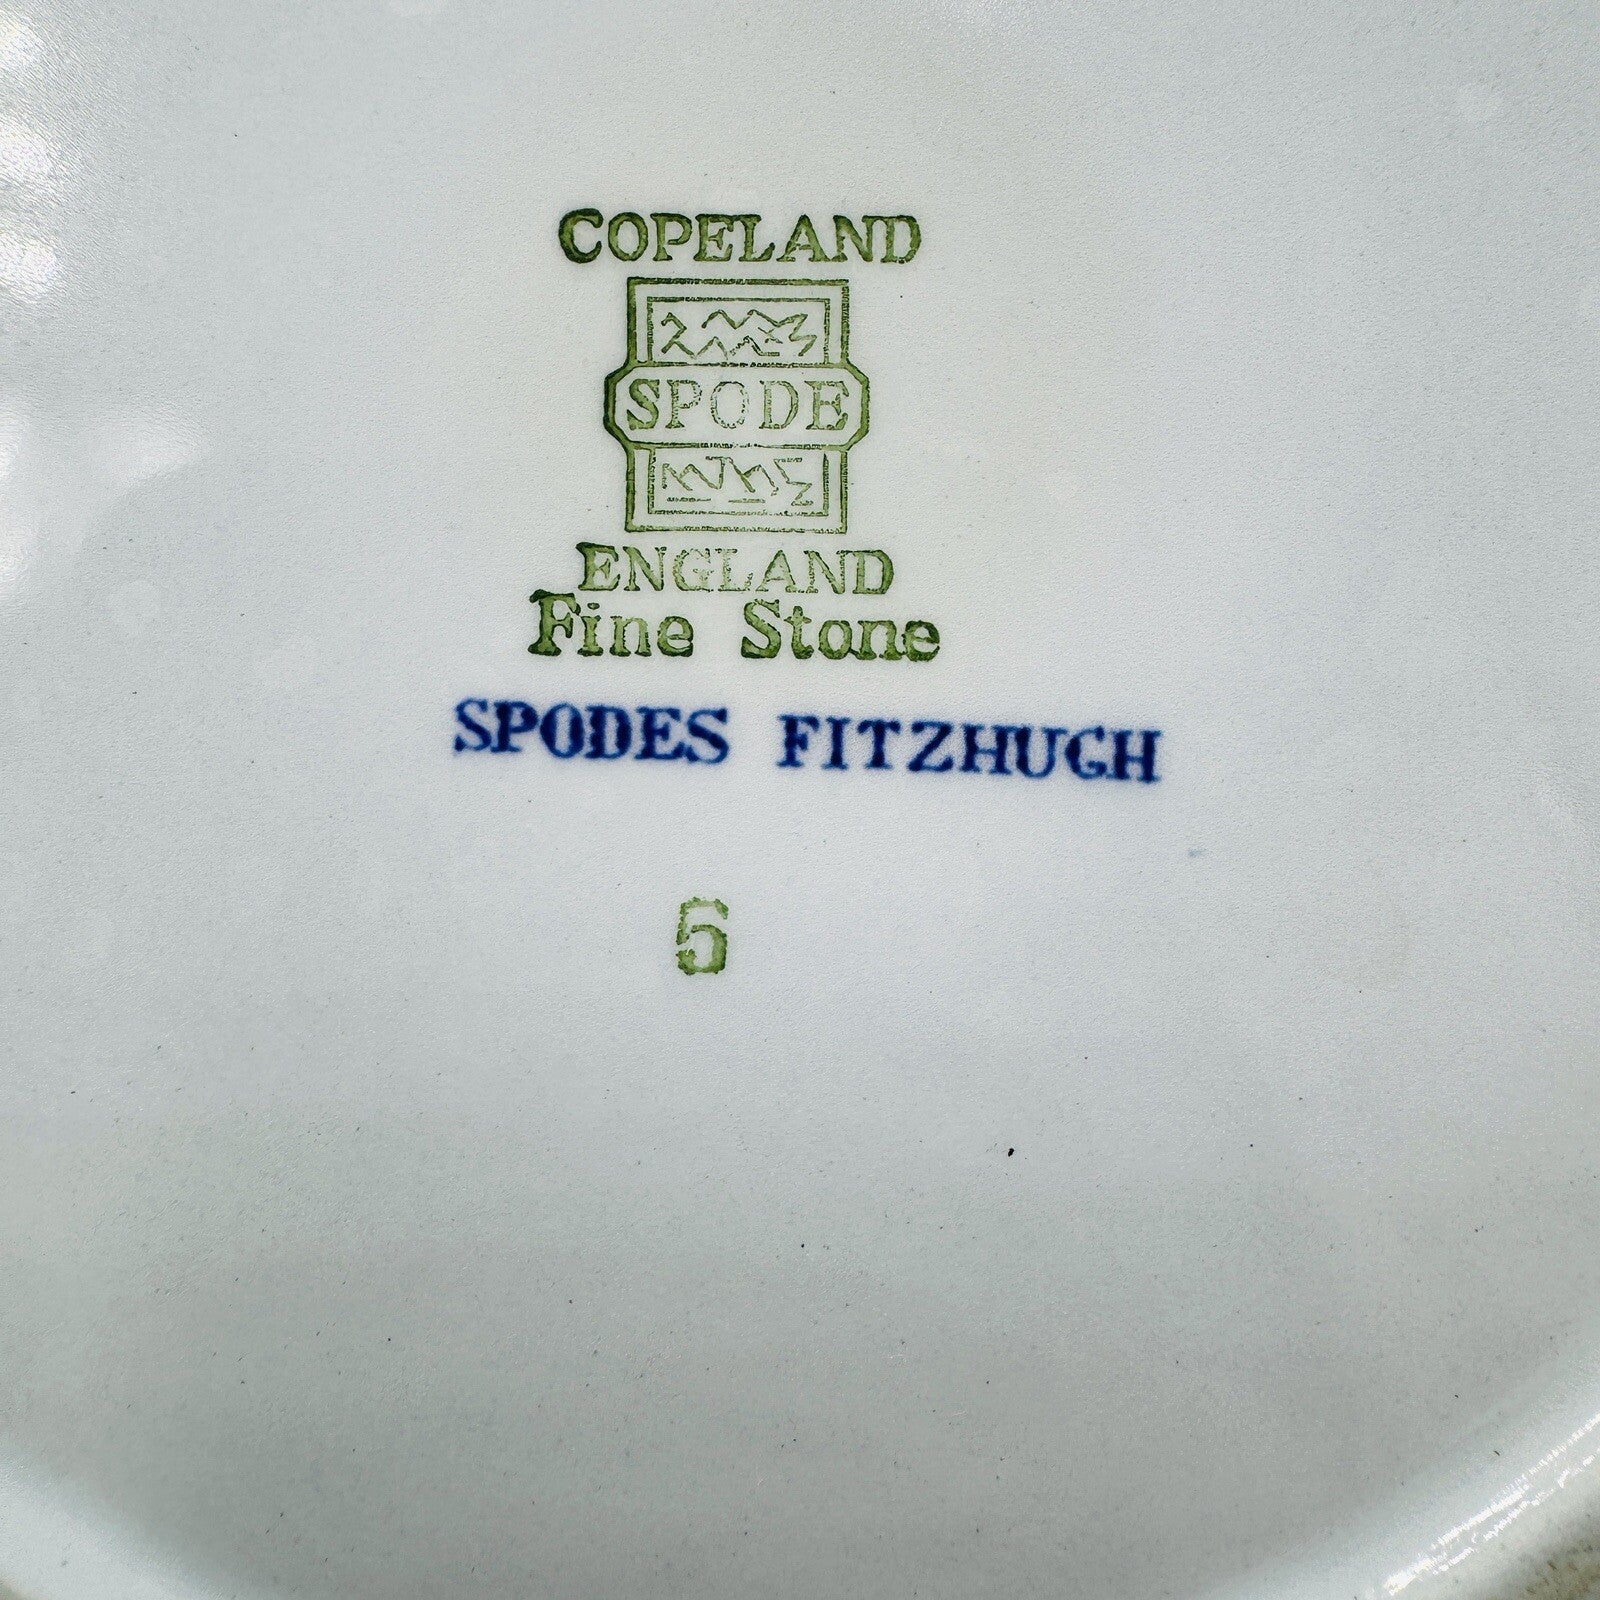 COPELAND
SPODE
ENGLAND
Fine Stone
SPODES FITZHUGH
5